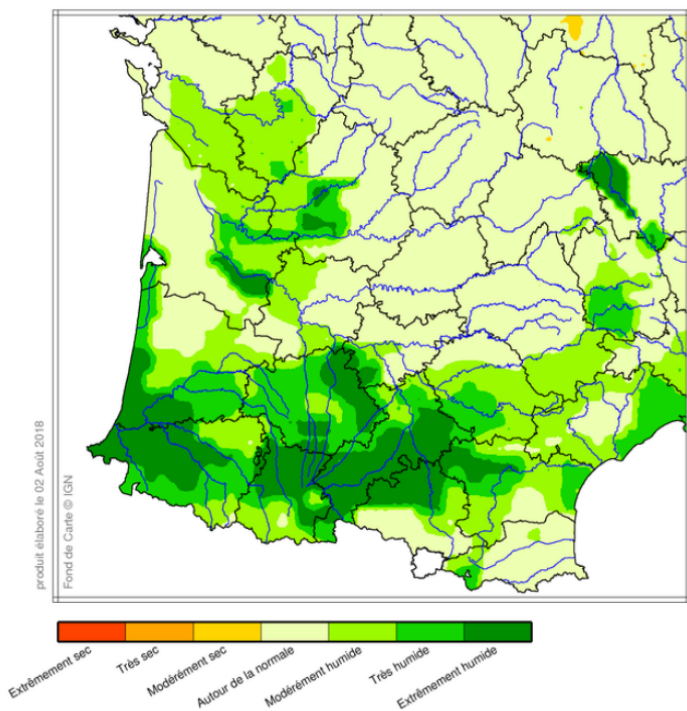 produit élaboré le 02 Août 2018
Fond de Carte © IGN
Extrêmement sec
Très sec
Modérément sec
Autour de la normale
Modérément humide
Très humide
Extrêmement humide